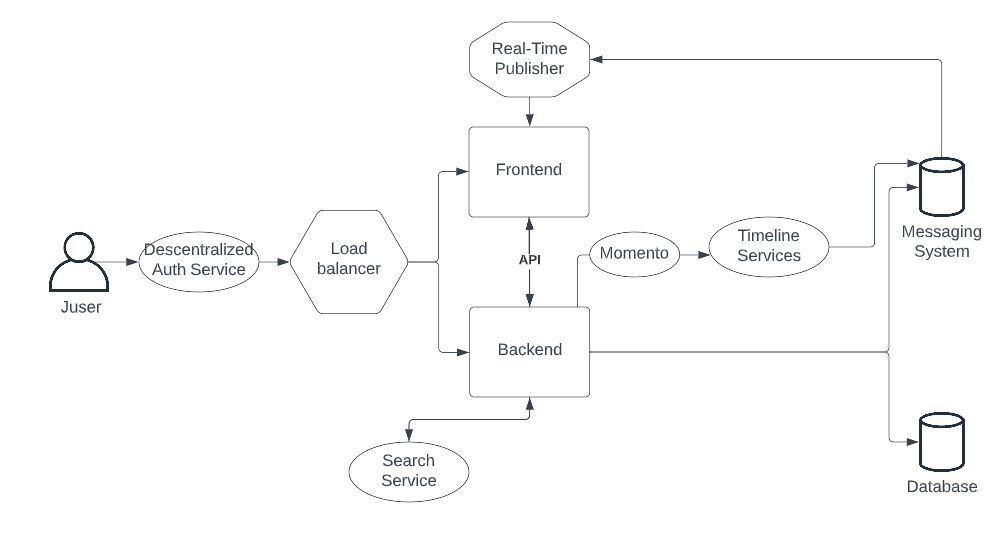 Real-Time
Publisher
Frontend
Descentralized
Auth Service
Load
balancer
API
Momento
Timeline
Services
Messaging
System
Juser
Backend
Search
Service
Database